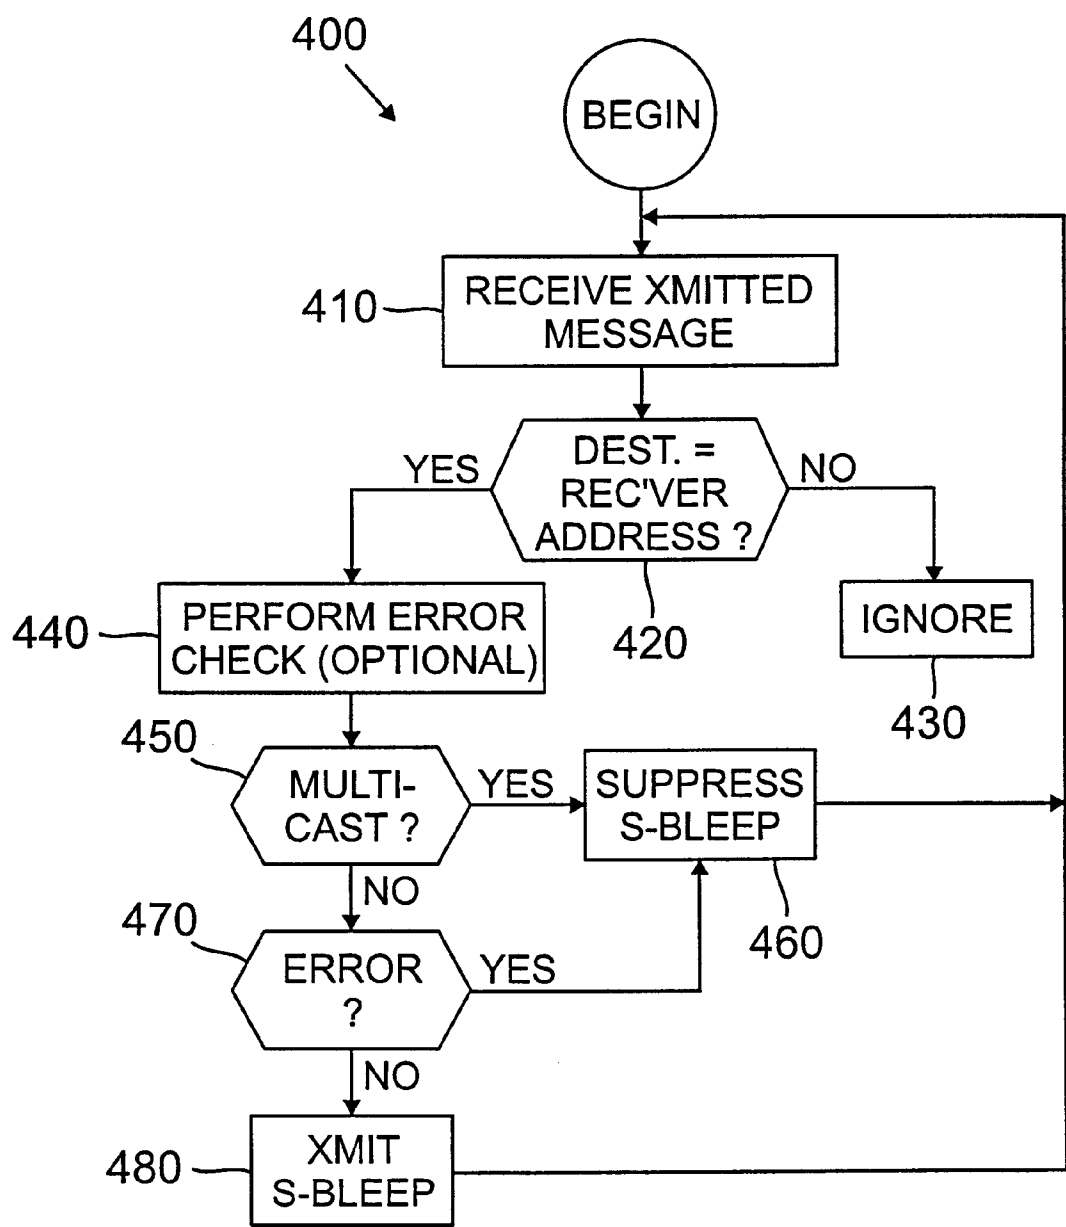 400
BEGIN
410
RECEIVE XMITTED
MESSAGE
YES
DEST. =
REC'VER
ADDRESS ?
NO
420
440
PERFORM ERROR
CHECK (OPTIONAL)
IGNORE
430
450
MULTI-
CAST ?
YES
SUPPRESS
S-BLEEP
460
NO
470
ERROR
?
YES
NO
480
XMIT
S-BLEEP